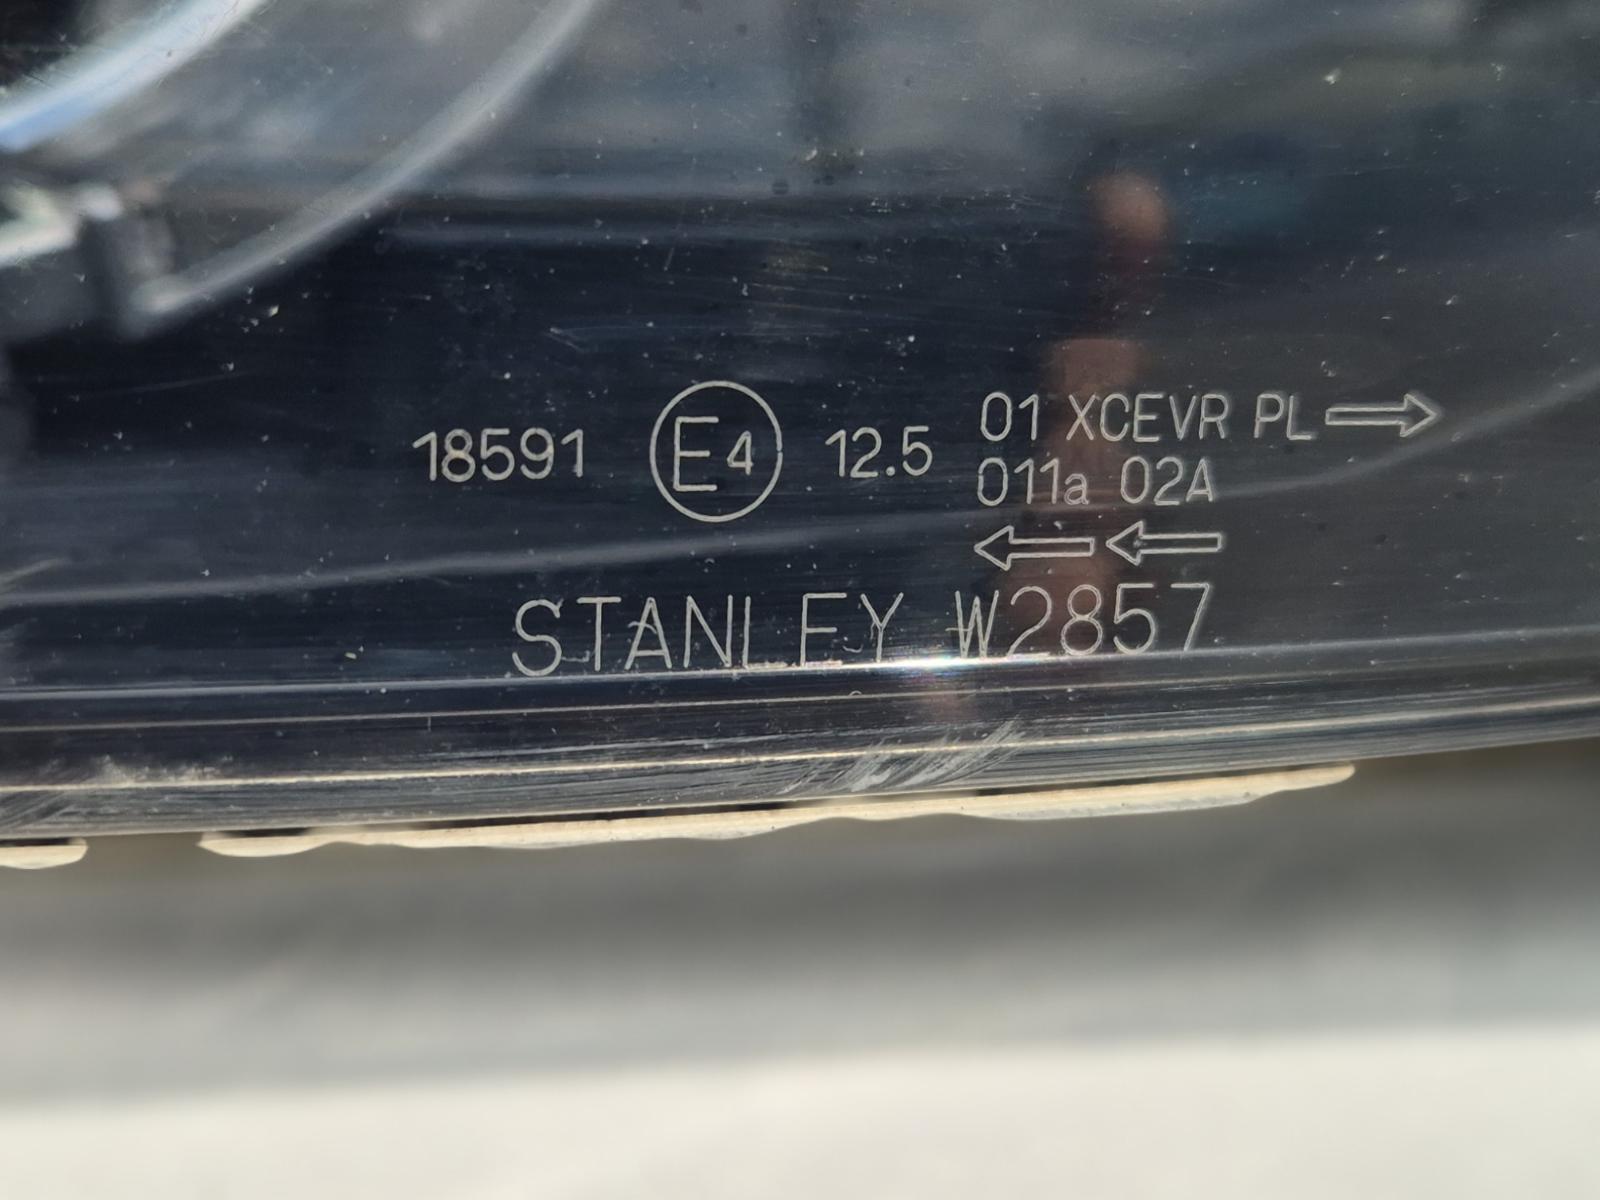 18591 E4 12.5 01 XCEVR PL →
011a 02A
← ←
STANLEY W2857